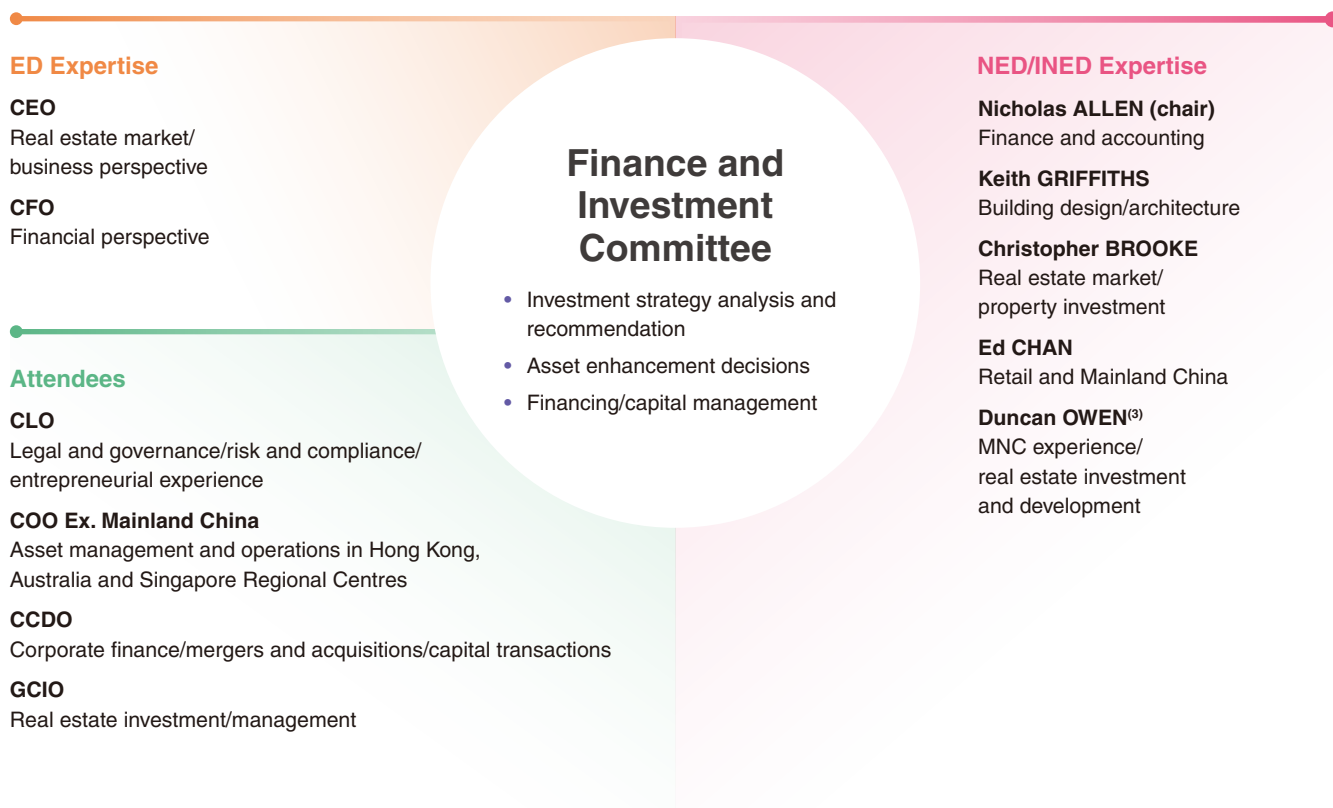 ED Expertise
CEO
Real estate market/
business perspective
CFO
Financial perspective
Attendees
CLO
Legal and governance/risk and compliance/
entrepreneurial experience
COO Ex. Mainland China
Asset management and operations in Hong Kong,
Australia and Singapore Regional Centres
CCDO
Corporate finance/mergers and acquisitions/capital transactions
GCIO
Real estate investment/management
Finance and
Investment
Committee
• Investment strategy analysis and
recommendation
• Asset enhancement decisions
• Financing/capital management
NED/INED Expertise
Nicholas ALLEN (chair)
Finance and accounting
Keith GRIFFITHS
Building design/architecture
Christopher BROOKE
Real estate market/
property investment
Ed CHAN
Retail and Mainland China
Duncan OWEN(3)
MNC experience/
real estate investment
and development